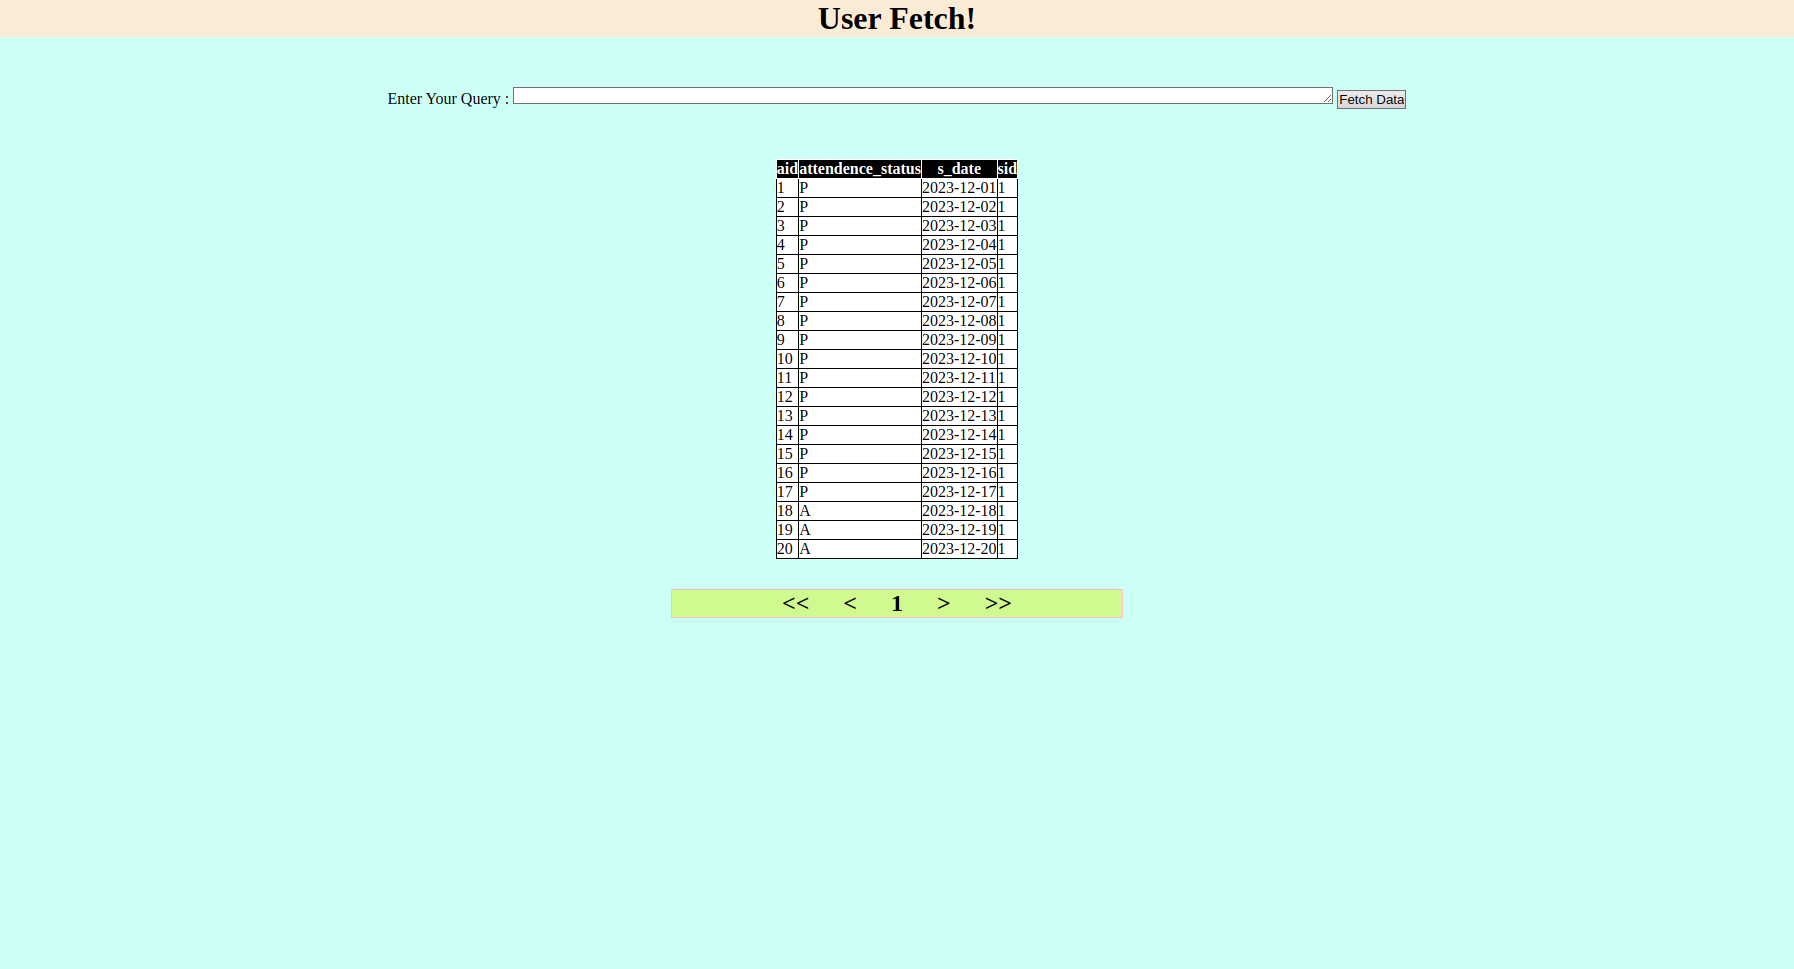 User Fetch!
Enter Your Query : Fetch Data
aid attendence_status s_date sid
1 P 2023-12-01 1
2 P 2023-12-02 1
3 P 2023-12-03 1
4 P 2023-12-04 1
5 P 2023-12-05 1
6 P 2023-12-06 1
7 P 2023-12-07 1
8 P 2023-12-08 1
9 P 2023-12-09 1
10 P 2023-12-10 1
11 P 2023-12-11 1
12 P 2023-12-12 1
13 P 2023-12-13 1
14 P 2023-12-14 1
15 P 2023-12-15 1
16 P 2023-12-16 1
17 P 2023-12-17 1
18 A 2023-12-18 1
19 A 2023-12-19 1
20 A 2023-12-20 1
<< < 1 > >>